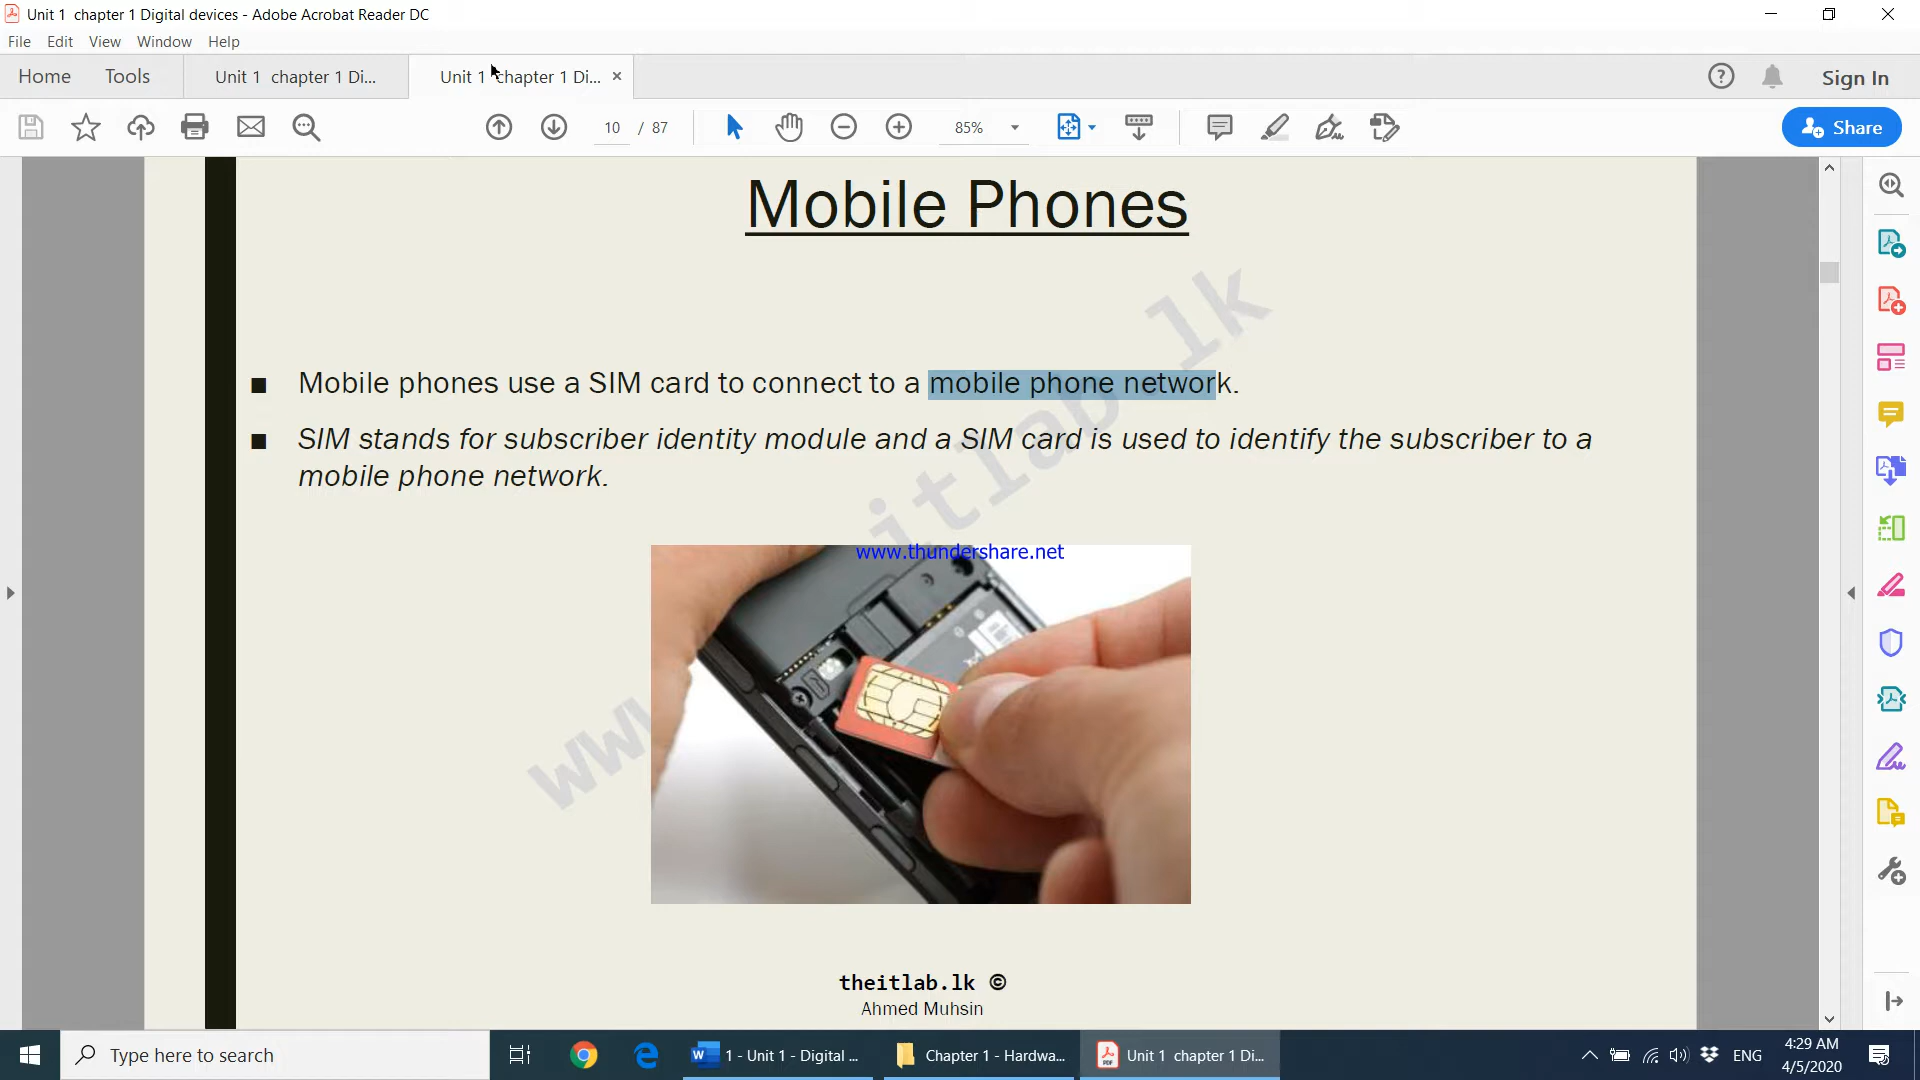 Unit 1  chapter 1 Digital devices - Adobe Acrobat Reader DC
File Edit View Window Help
Home Tools Unit 1  chapter 1 Di... Unit 1  chapter 1 Di... Sign In
10 / 87 85% Share
Mobile Phones
■ Mobile phones use a SIM card to connect to a mobile phone network.
■ SIM stands for subscriber identity module and a SIM card is used to identify the subscriber to a
mobile phone network.
www.thundershare.net
theitlab.lk ©
Ahmed Muhsin
Type here to search 1 - Unit 1 - Digital ... Chapter 1 - Hardwa... Unit 1  chapter 1 Di... ENG 4:29 AM
4/5/2020